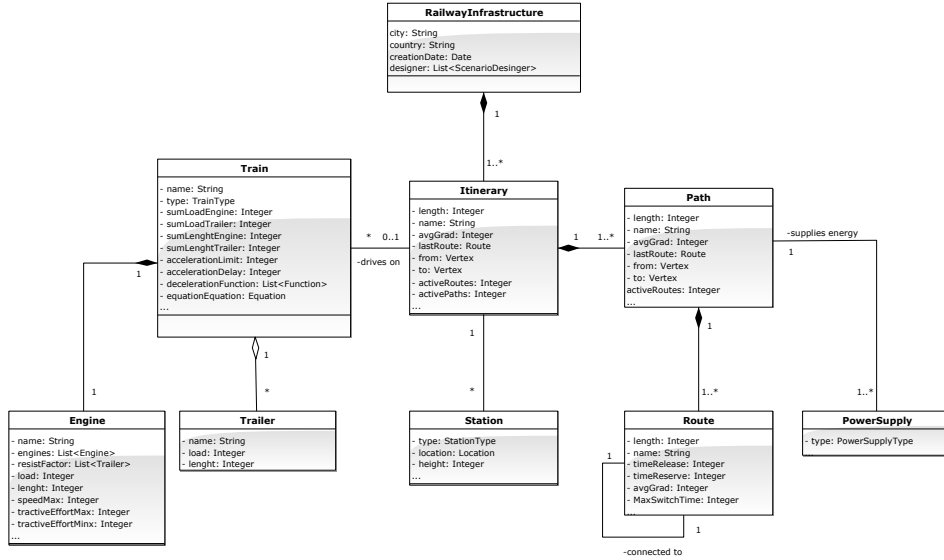 RailwayInfrastructure
city: String
country: String
creationDate: Date
designer: List<ScenarioDesinger>
1
1..*
Train
- name: String
- type: TrainType
- sumLoadEngine: Integer
- sumLoadTrailer: Integer
- sumLenghtEngine: Integer
- sumLenghtTrailer: Integer
- accelerationLimit: Integer
- accelerationDelay: Integer
- decelerationFunction: List<Function>
- equationEquation: Equation
...
* 0..1
-drives on
Itinerary
- length: Integer
- name: String
- avgGrad: Integer
- lastRoute: Route
- from: Vertex
- to: Vertex
- activeRoutes: Integer
- activePaths: Integer
...
1 1..*
Path
- length: Integer
- name: String
- avgGrad: Integer
- lastRoute: Route
- from: Vertex
- to: Vertex
activeRoutes: Integer
...
-supplies energy
1
1..*
1
1
1
*
1
*
1
1..*
Engine
- name: String
- engines: List<Engine>
- resistFactor: List<Trailer>
- load: Integer
- lenght: Integer
- speedMax: Integer
- tractiveEffortMax: Integer
- tractiveEffortMinx: Integer
...
Trailer
- name: String
- load: Integer
- lenght: Integer
Station
- type: StationType
- location: Location
- height: Integer
...
Route
- length: Integer
- name: String
- timeRelease: Integer
- timeReserve: Integer
- avgGrad: Integer
- MaxSwitchTime: Integer
...
1
1
-connected to
PowerSupply
- type: PowerSupplyType
...